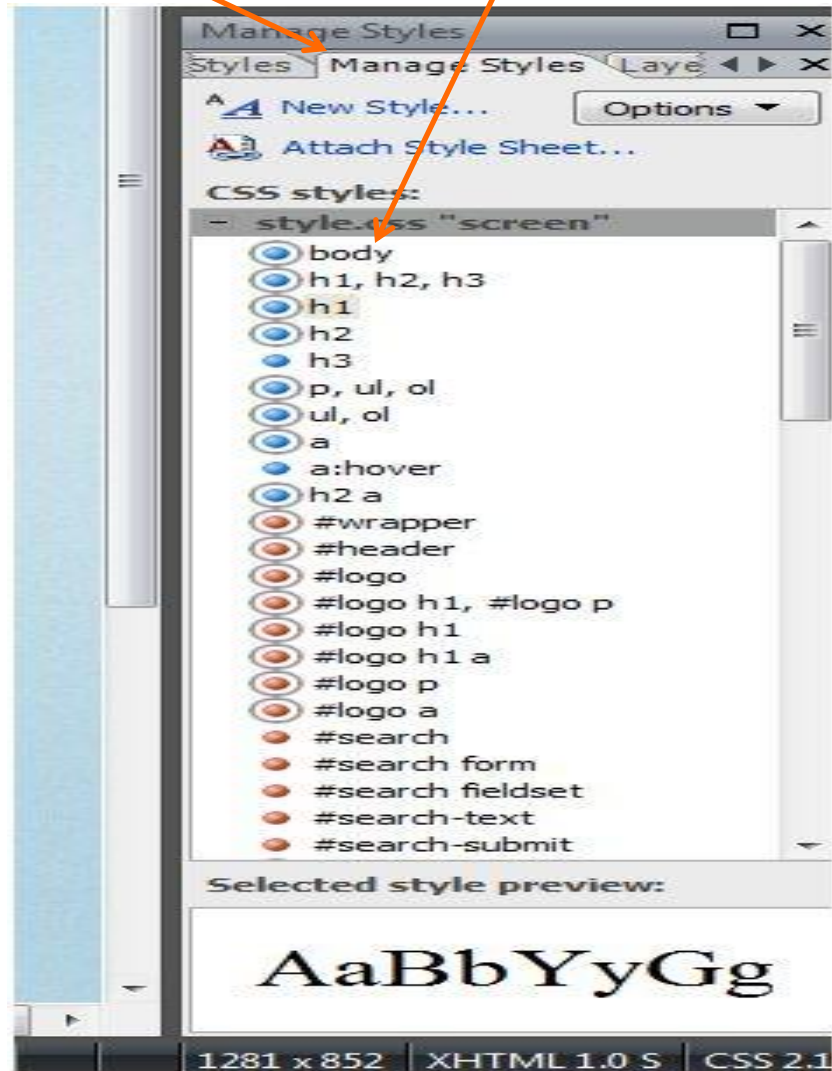 Manage Styles
Styles Manage Styles Laye
New Style... Options
Attach Style Sheet...
CSS styles:
style.css "screen"
body
h1, h2, h3
h1
h2
h3
p, ul, ol
ul, ol
a
a:hover
h2 a
#wrapper
#header
#logo
#logo h1, #logo p
#logo h1
#logo h1 a
#logo p
#logo a
#search
#search form
#search fieldset
#search-text
#search-submit
Selected style preview:
AaBbYyGg
1281 x 852 XHTML 1.0 S CSS 2.1